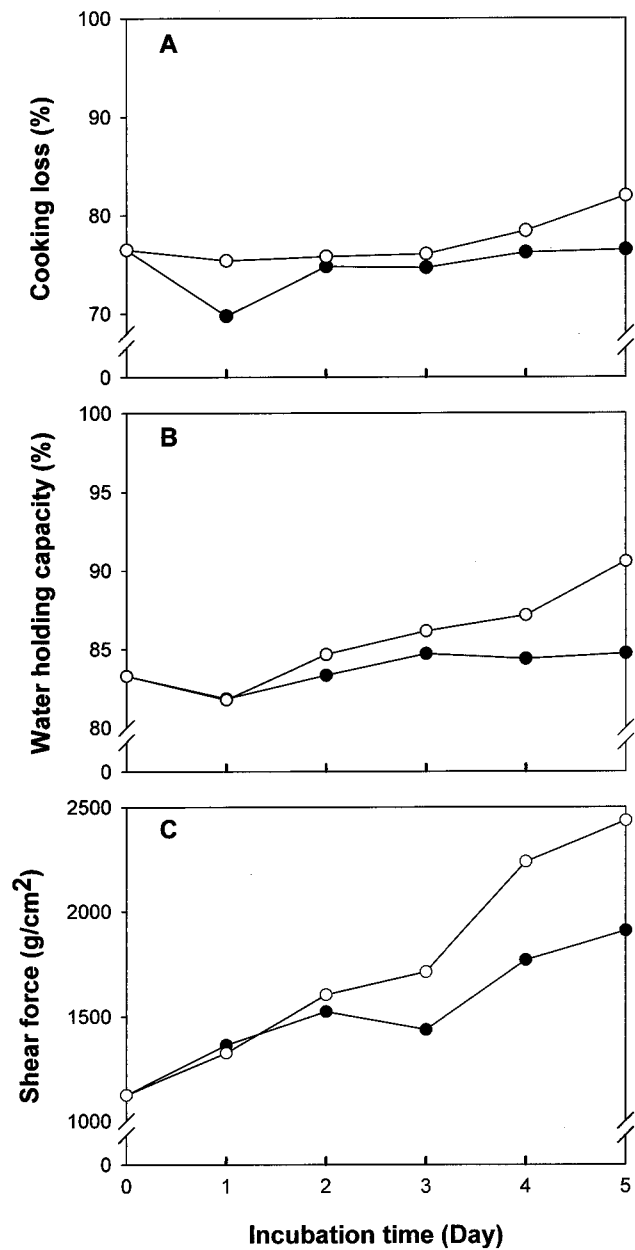 A
Cooking loss (%)
100
90
80
70
0
B
Water holding capacity (%)
100
95
90
85
80
0
C
Shear force (g/cm²)
2500
2000
1500
1000
0
0 1 2 3 4 5
Incubation time (Day)